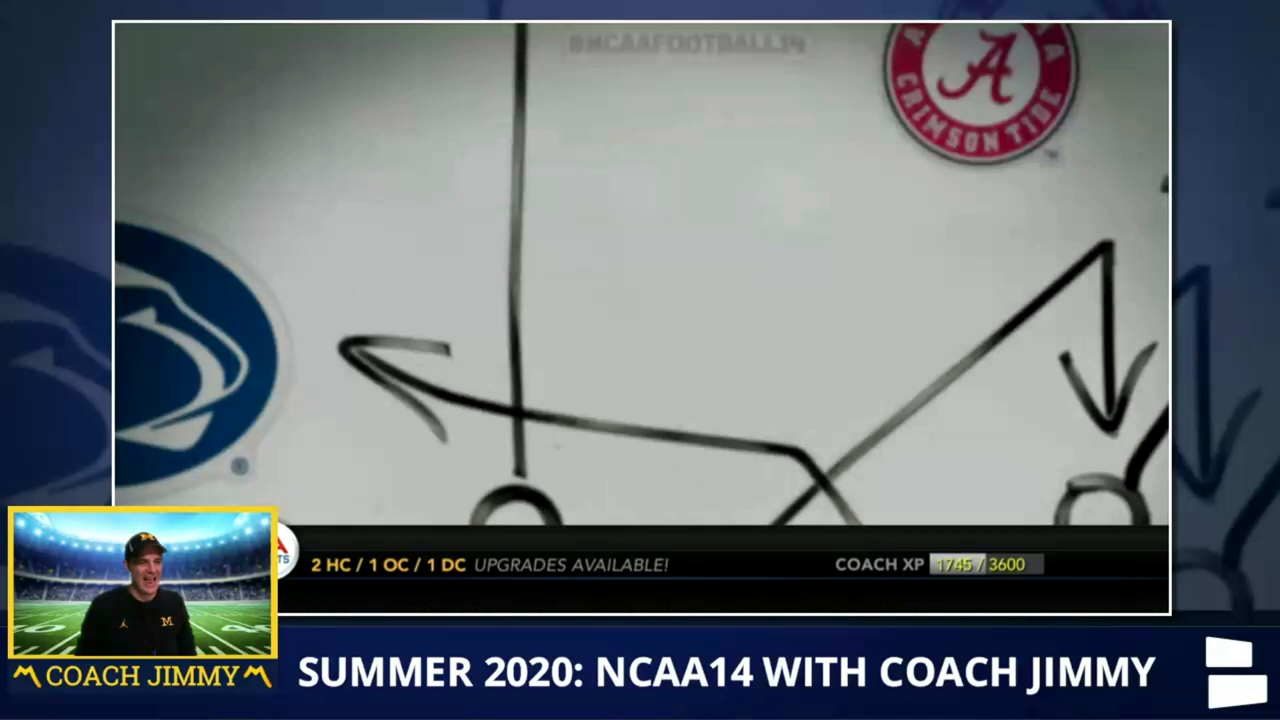 #NCAAFOOTBALL14
A
CRIMSON TIDE
TM
®
2 HC / 1 OC / 1 DC UPGRADES AVAILABLE!
COACH XP 1745 / 3600
M
M
COACH JIMMY
SUMMER 2020: NCAA14 WITH COACH JIMMY